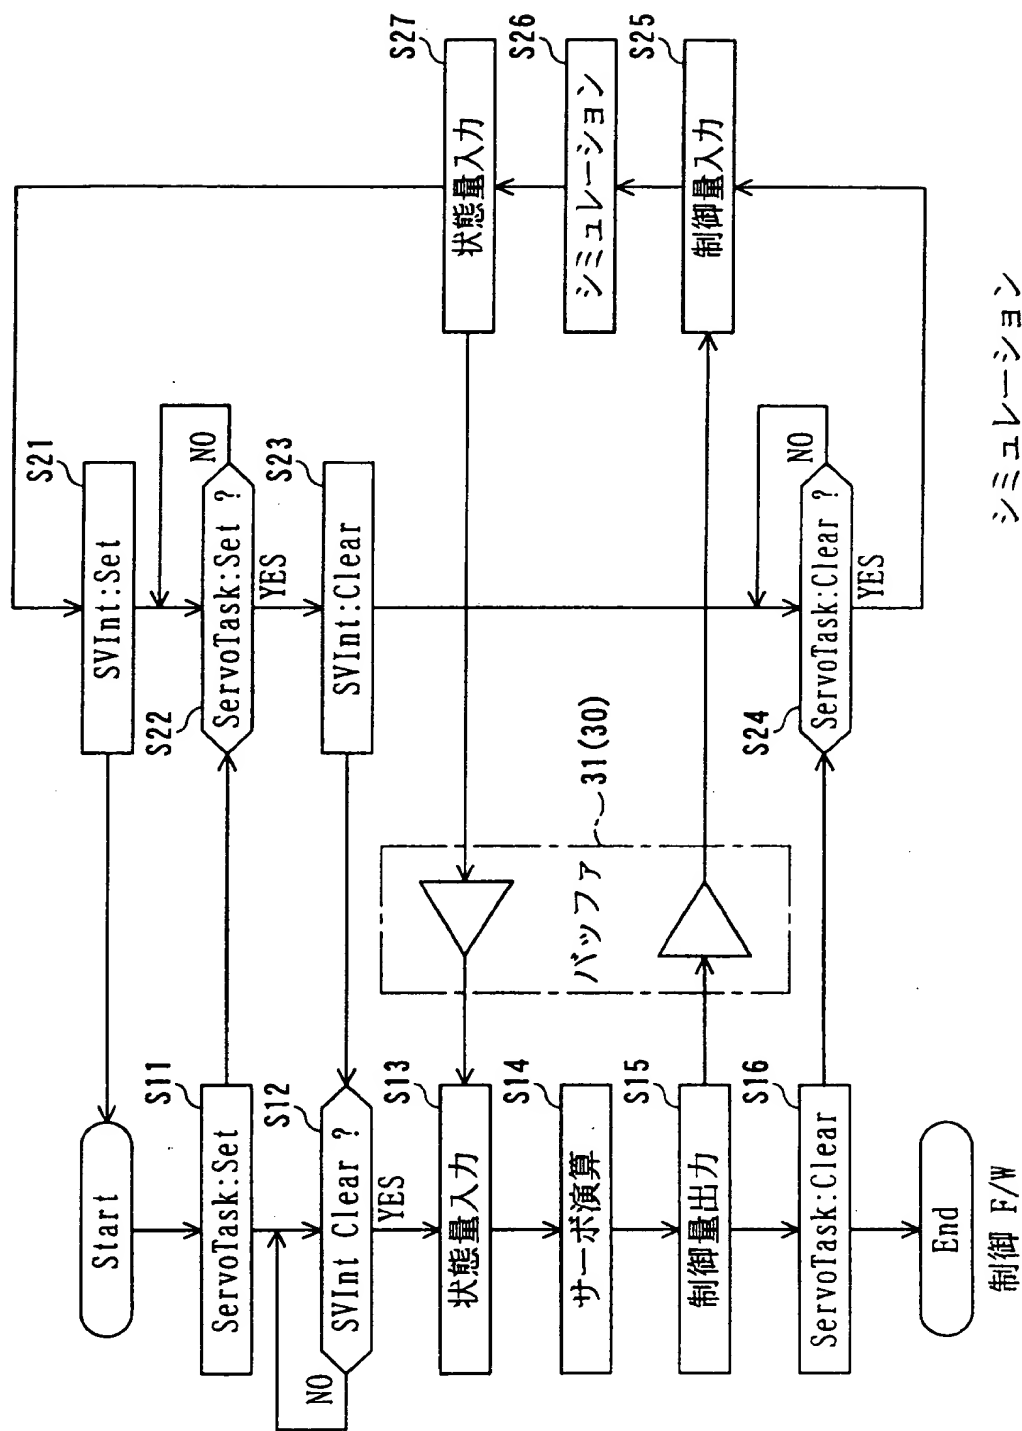 Start
S11
ServoTask:Set
S12
SVInt Clear ?
NO
YES
S13
状態量入力
S14
サーボ演算
S15
制御量出力
S16
ServoTask:Clear
End
制御 F/W
バッファ
31(30)
S21
SVInt:Set
S22
ServoTask:Set ?
NO
YES
S23
SVInt:Clear
S24
ServoTask:Clear ?
NO
YES
S27
状態量入力
S26
シミュレーション
S25
制御量入力
シミュレーション